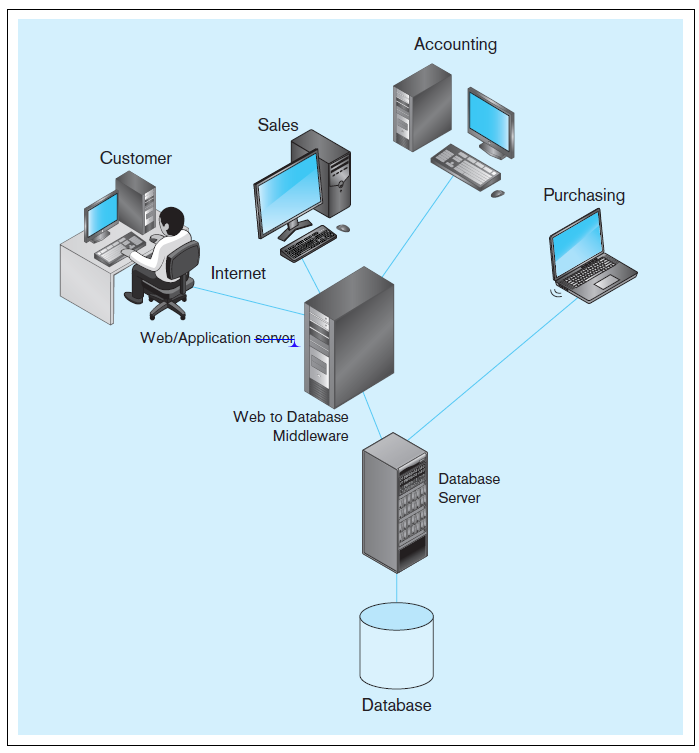 Accounting
Sales
Customer
Purchasing
Internet
Web/Application server
Web to Database
Middleware
Database
Server
Database